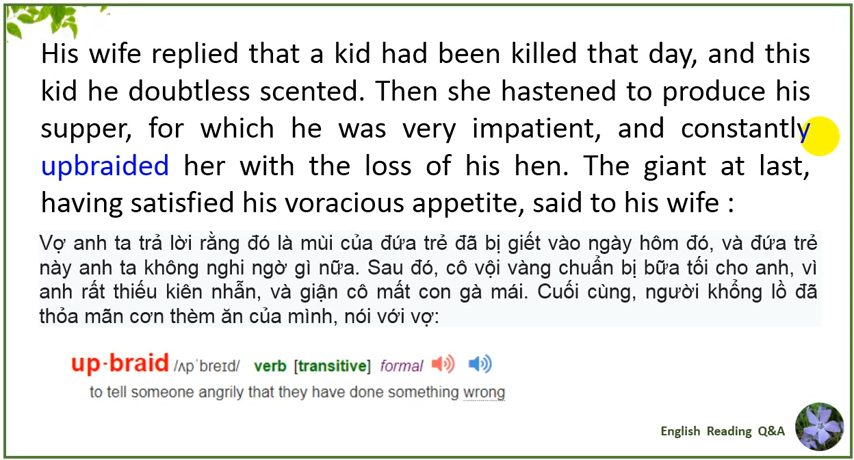 His wife replied that a kid had been killed that day, and this
kid he doubtless scented. Then she hastened to produce his
supper, for which he was very impatient, and constantly
upbraided her with the loss of his hen. The giant at last,
having satisfied his voracious appetite, said to his wife :
Vợ anh ta trả lời rằng đó là mùi của đứa trẻ đã bị giết vào ngày hôm đó, và đứa trẻ
này anh ta không nghi ngờ gì nữa. Sau đó, cô vội vàng chuẩn bị bữa tối cho anh, vì
anh rất thiếu kiên nhẫn, và giận cô mất con gà mái. Cuối cùng, người khổng lồ đã
thỏa mãn cơn thèm ăn của mình, nói với vợ:
up·braid /ʌpˈbreɪd/ verb [transitive] formal
to tell someone angrily that they have done something wrong
English Reading Q&A